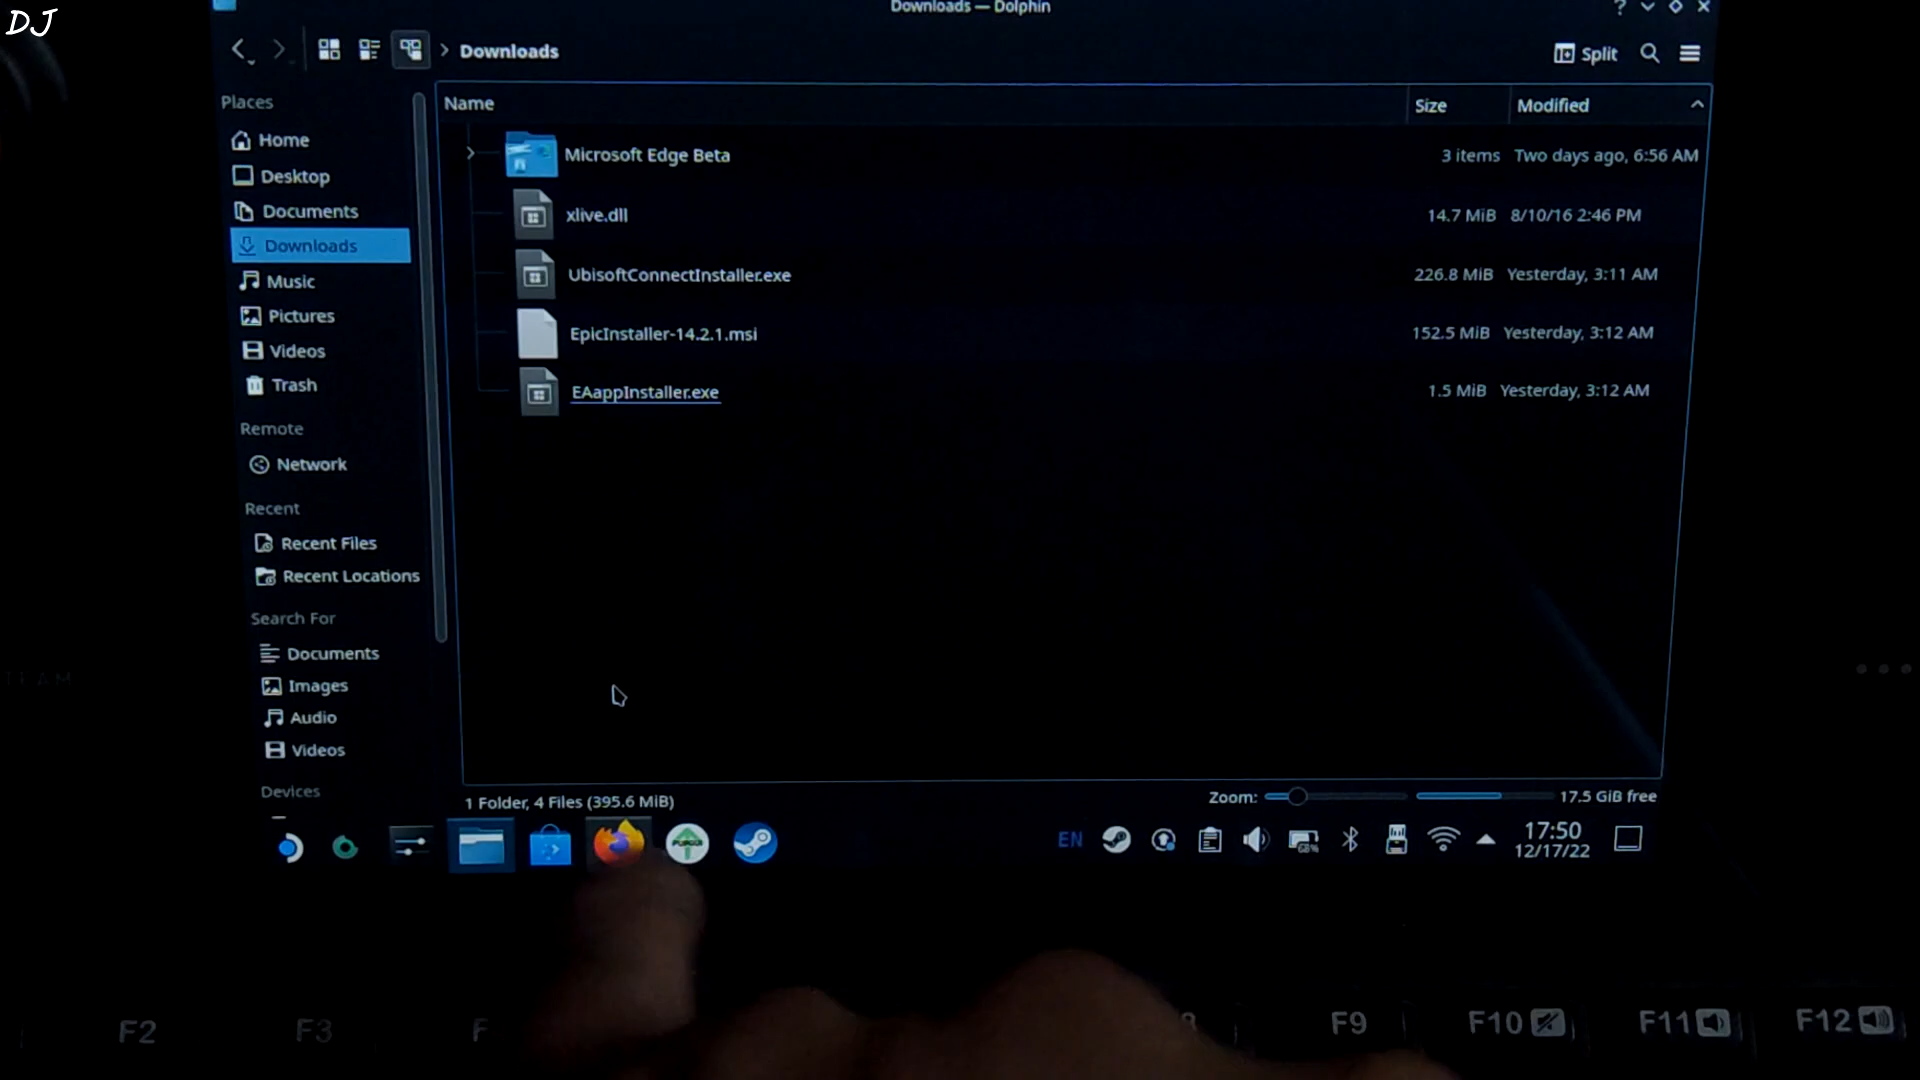 DJ
Downloads — Dolphin
Downloads
Split
Places
Name
Size
Modified
Home
Microsoft Edge Beta
3 items
Two days ago, 6:56 AM
Desktop
Documents
xlive.dll
14.7 MiB
8/10/16 2:46 PM
Downloads
UbisoftConnectInstaller.exe
226.8 MiB
Yesterday, 3:11 AM
Music
Pictures
EpicInstaller-14.2.1.msi
152.5 MiB
Yesterday, 3:12 AM
Videos
Trash
EAappInstaller.exe
1.5 MiB
Yesterday, 3:12 AM
Remote
Network
Recent
Recent Files
Recent Locations
Search For
Documents
Images
Audio
Videos
Devices
1 Folder, 4 Files (395.6 MiB)
Zoom:
17.5 GiB free
EN
68%
17:50
12/17/22
F2
F3
F
F9
F10
F11
F12